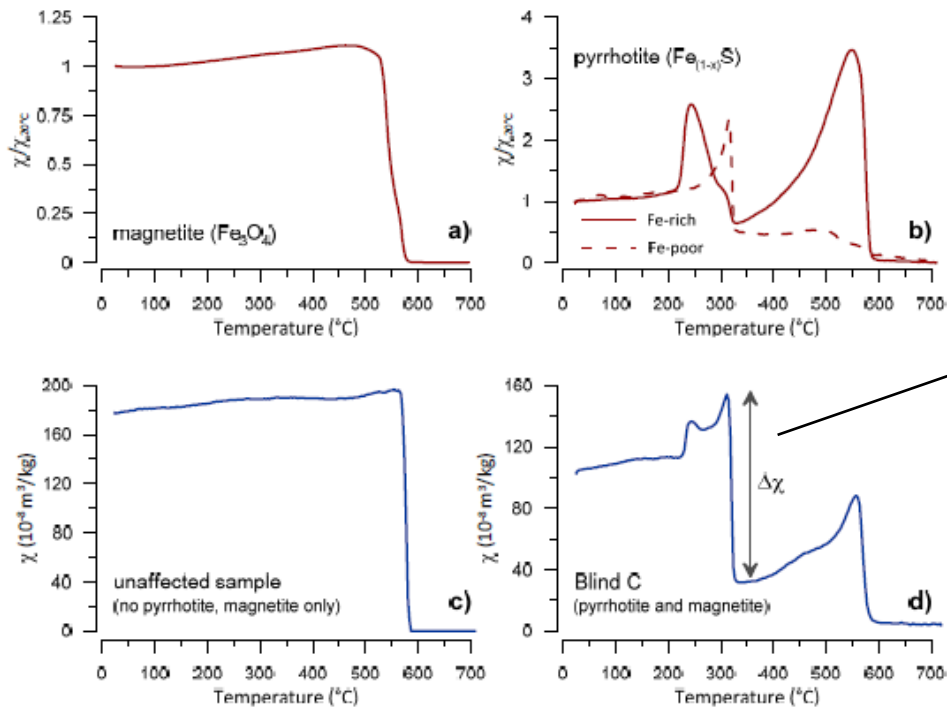 1.25
1
0.75
0.5
0.25
0
χ/χ20°C
magnetite (Fe3O4)
a)
0 100 200 300 400 500 600 700
Temperature (°C)
4
3
2
1
0
χ/χ20°C
pyrrhotite (Fe(1-x)S)
Fe-rich
Fe-poor
b)
0 100 200 300 400 500 600 700
Temperature (°C)
200
160
120
80
40
0
χ (10⁻⁸ m³/kg)
unaffected sample
(no pyrrhotite, magnetite only)
c)
0 100 200 300 400 500 600 700
Temperature (°C)
160
120
80
40
0
χ (10⁻⁸ m³/kg)
Δχ
Blind C
(pyrrhotite and magnetite)
d)
0 100 200 300 400 500 600 700
Temperature (°C)